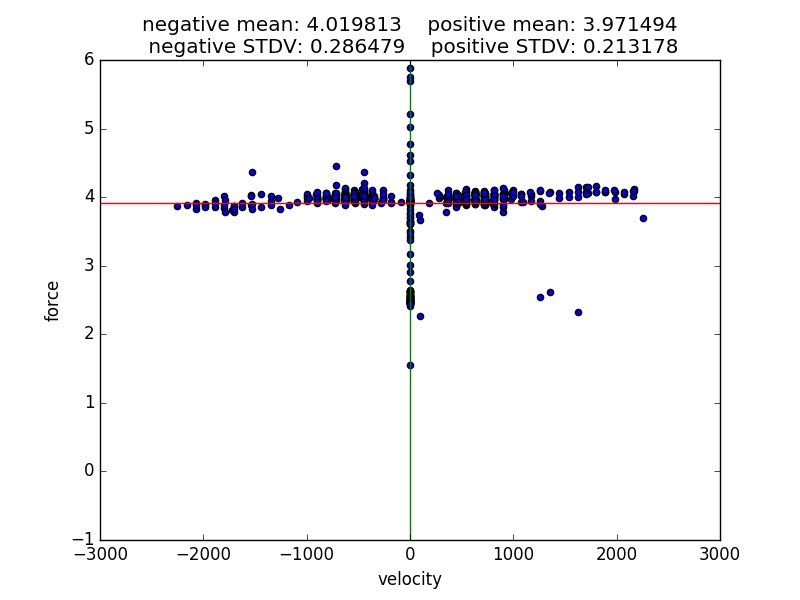 negative mean: 4.019813 positive mean: 3.971494
negative STDV: 0.286479 positive STDV: 0.213178
6
5
4
3
2
1
0
−1
force
−3000 −2000 −1000 0 1000 2000 3000
velocity